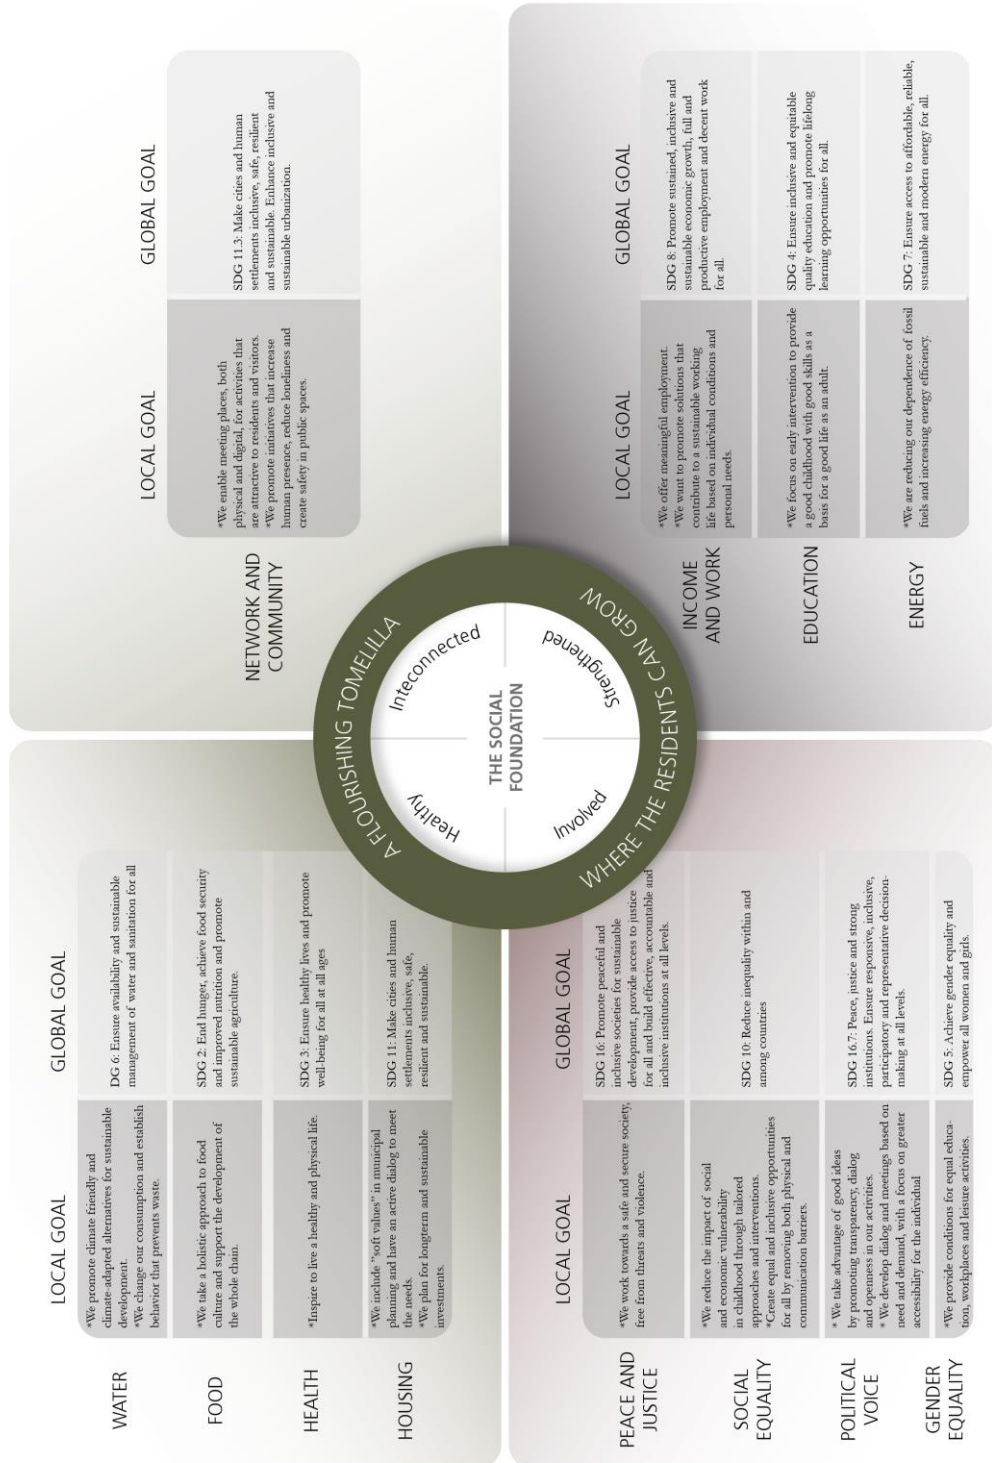 LOCAL GOAL
GLOBAL GOAL
WATER
*We promote climate friendly and
climate-adapted alternatives for sustainable
development.
*We change our consumption and establish
behavior that prevents waste.
DG 6: Ensure availability and sustainable
management of water and sanitation for all
FOOD
*We take a holistic approach to food
culture and support the development of
the whole chain.
SDG 2: End hunger, achieve food security
and improved nutrition and promote
sustainable agriculture.
HEALTH
*Inspire to live a healthy and physical life.
SDG 3: Ensure healthy lives and promote
well-being for all at all ages
HOUSING
*We include "soft values" in municipal
planning and have an active dialog to meet
the needs.
*We plan for longterm and sustainable
investments.
SDG 11: Make cities and human
settlements inclusive, safe,
resilient and sustainable.
LOCAL GOAL
GLOBAL GOAL
NETWORK AND
COMMUNITY
*We enable meeting places, both
physical and digital, for activities that
are attractive to residents and visitors.
*We promote initiatives that increase
human presence, reduce loneliness and
create safety in public spaces.
SDG 11.3: Make cities and human
settlements inclusive, safe, resilient
and sustainable. Enhance inclusive and
sustainable urbanization.
A FLOURISHING TOMELILLA
Healthy
Inteconnected
THE SOCIAL
FOUNDATION
Involved
Strengthened
WHERE THE RESIDENTS CAN GROW
LOCAL GOAL
GLOBAL GOAL
PEACE AND
JUSTICE
*We work towards a safe and secure society,
free from threats and violence.
SDG 16: Promote peaceful and
inclusive societies for sustainable
development, provide access to justice
for all and build effective, accountable and
inclusive institutions at all levels.
SOCIAL
EQUALITY
*We reduce the impact of social
and economic vulnerability
in childhood through tailored
approaches and interventions.
*Create equal and inclusive opportunities
for all by removing both physical and
communication barriers.
SDG 10: Reduce inequality within and
among countries
POLITICAL
VOICE
* We take advantage of good ideas
by promoting transparency, dialog
and openness in our activities.
* We develop dialog and meetings based on
need and demand, with a focus on greater
accessibility for the individual
SDG 16.7: Peace, justice and strong
institutions. Ensure responsive, inclusive,
participatory and representative decision-
making at all levels.
GENDER
EQUALITY
*We provide conditions for equal educa-
tion, workplaces and leisure activities.
SDG 5: Achieve gender equality and
empower all women and girls.
LOCAL GOAL
GLOBAL GOAL
INCOME
AND WORK
*We offer meaningful employment.
*We want to promote solutions that
contribute to a sustainable working
life based on individual conditions and
personal needs.
SDG 8: Promote sustained, inclusive and
sustainable economic growth, full and
productive employment and decent work
for all.
EDUCATION
*We focus on early intervention to provide
a good childhood with good skills as a
basis for a good life as an adult.
SDG 4: Ensure inclusive and equitable
quality education and promote lifelong
learning opportunities for all.
ENERGY
*We are reducing our dependence of fossil
fuels and increasing energy efficiency.
SDG 7: Ensure access to affordable, reliable,
sustainable and modern energy for all.